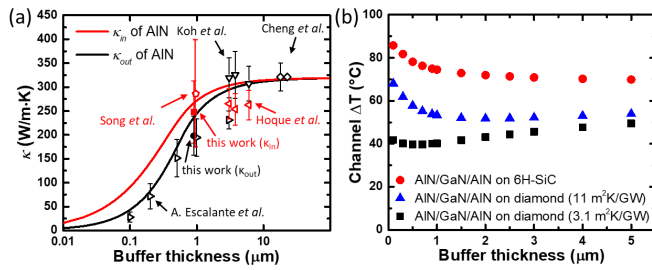 (a)
450
400
350
300
250
200
150
100
50
0
κ (W/m-K)
κin of AlN
κout of AlN
Koh et al.
Cheng et al.
Song et al.
Hoque et al.
this work (κin)
this work (κout)
A. Escalante et al.
0.01
0.1
1
10
Buffer thickness (μm)
(b)
100
80
60
40
20
0
Channel ΔT (°C)
AlN/GaN/AlN on 6H-SiC
AlN/GaN/AlN on diamond (11 m²K/GW)
AlN/GaN/AlN on diamond (3.1 m²K/GW)
0
1
2
3
4
5
Buffer thickness (μm)